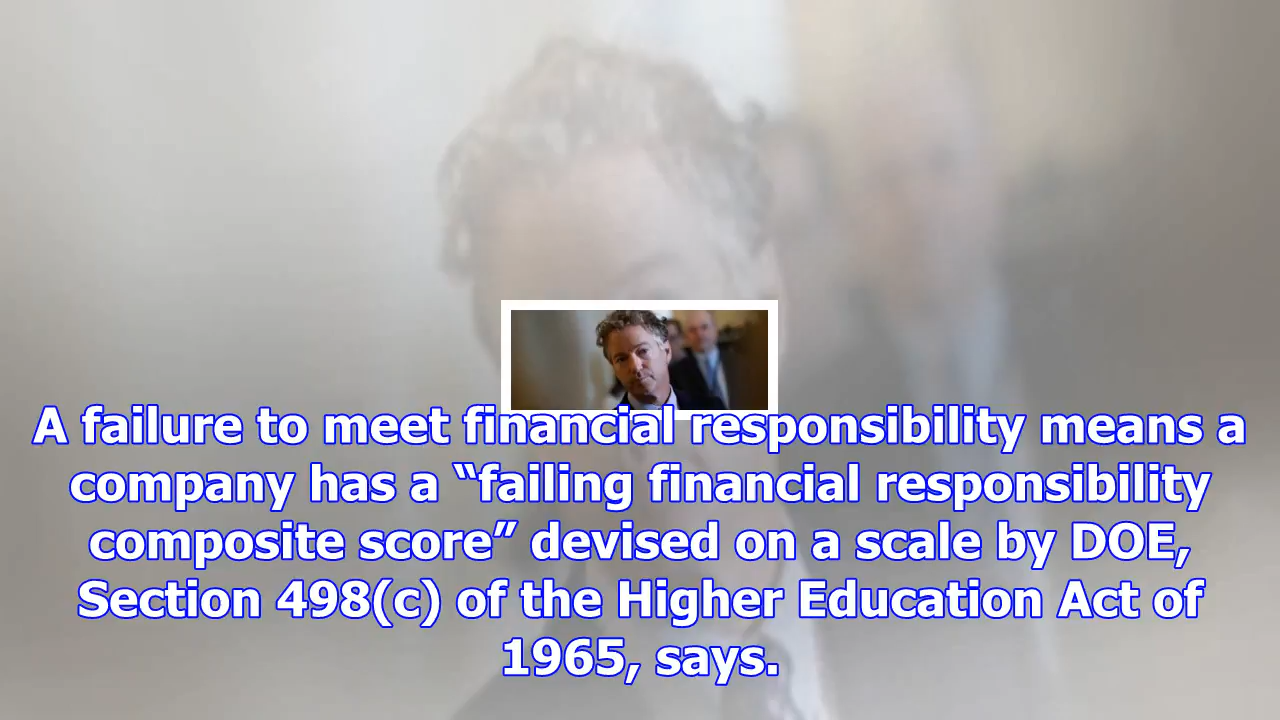 A failure to meet financial responsibility means a
company has a “failing financial responsibility
composite score” devised on a scale by DOE,
Section 498(c) of the Higher Education Act of
1965, says.